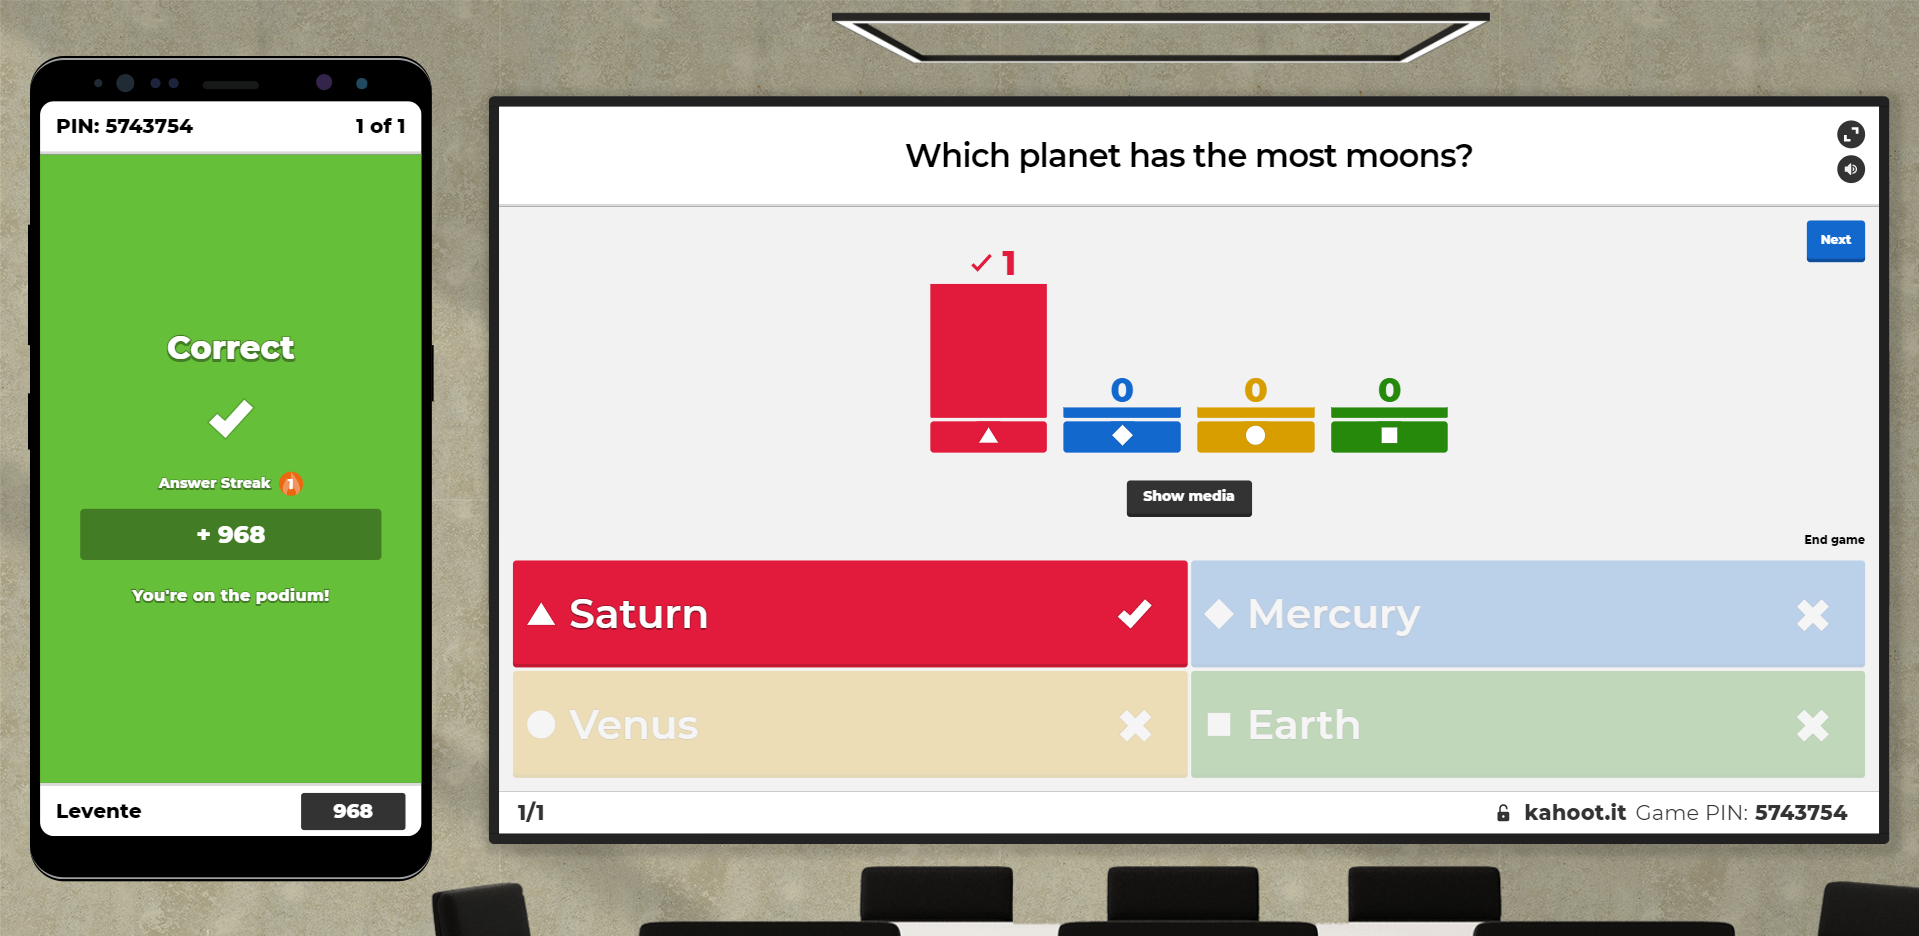 PIN: 5743754
1 of 1
Correct
Answer Streak 1
+ 968
You're on the podium!
Levente
968
Which planet has the most moons?
Next
1
0
0
0
Show media
End game
Saturn
Mercury
Venus
Earth
1/1
kahoot.it Game PIN: 5743754